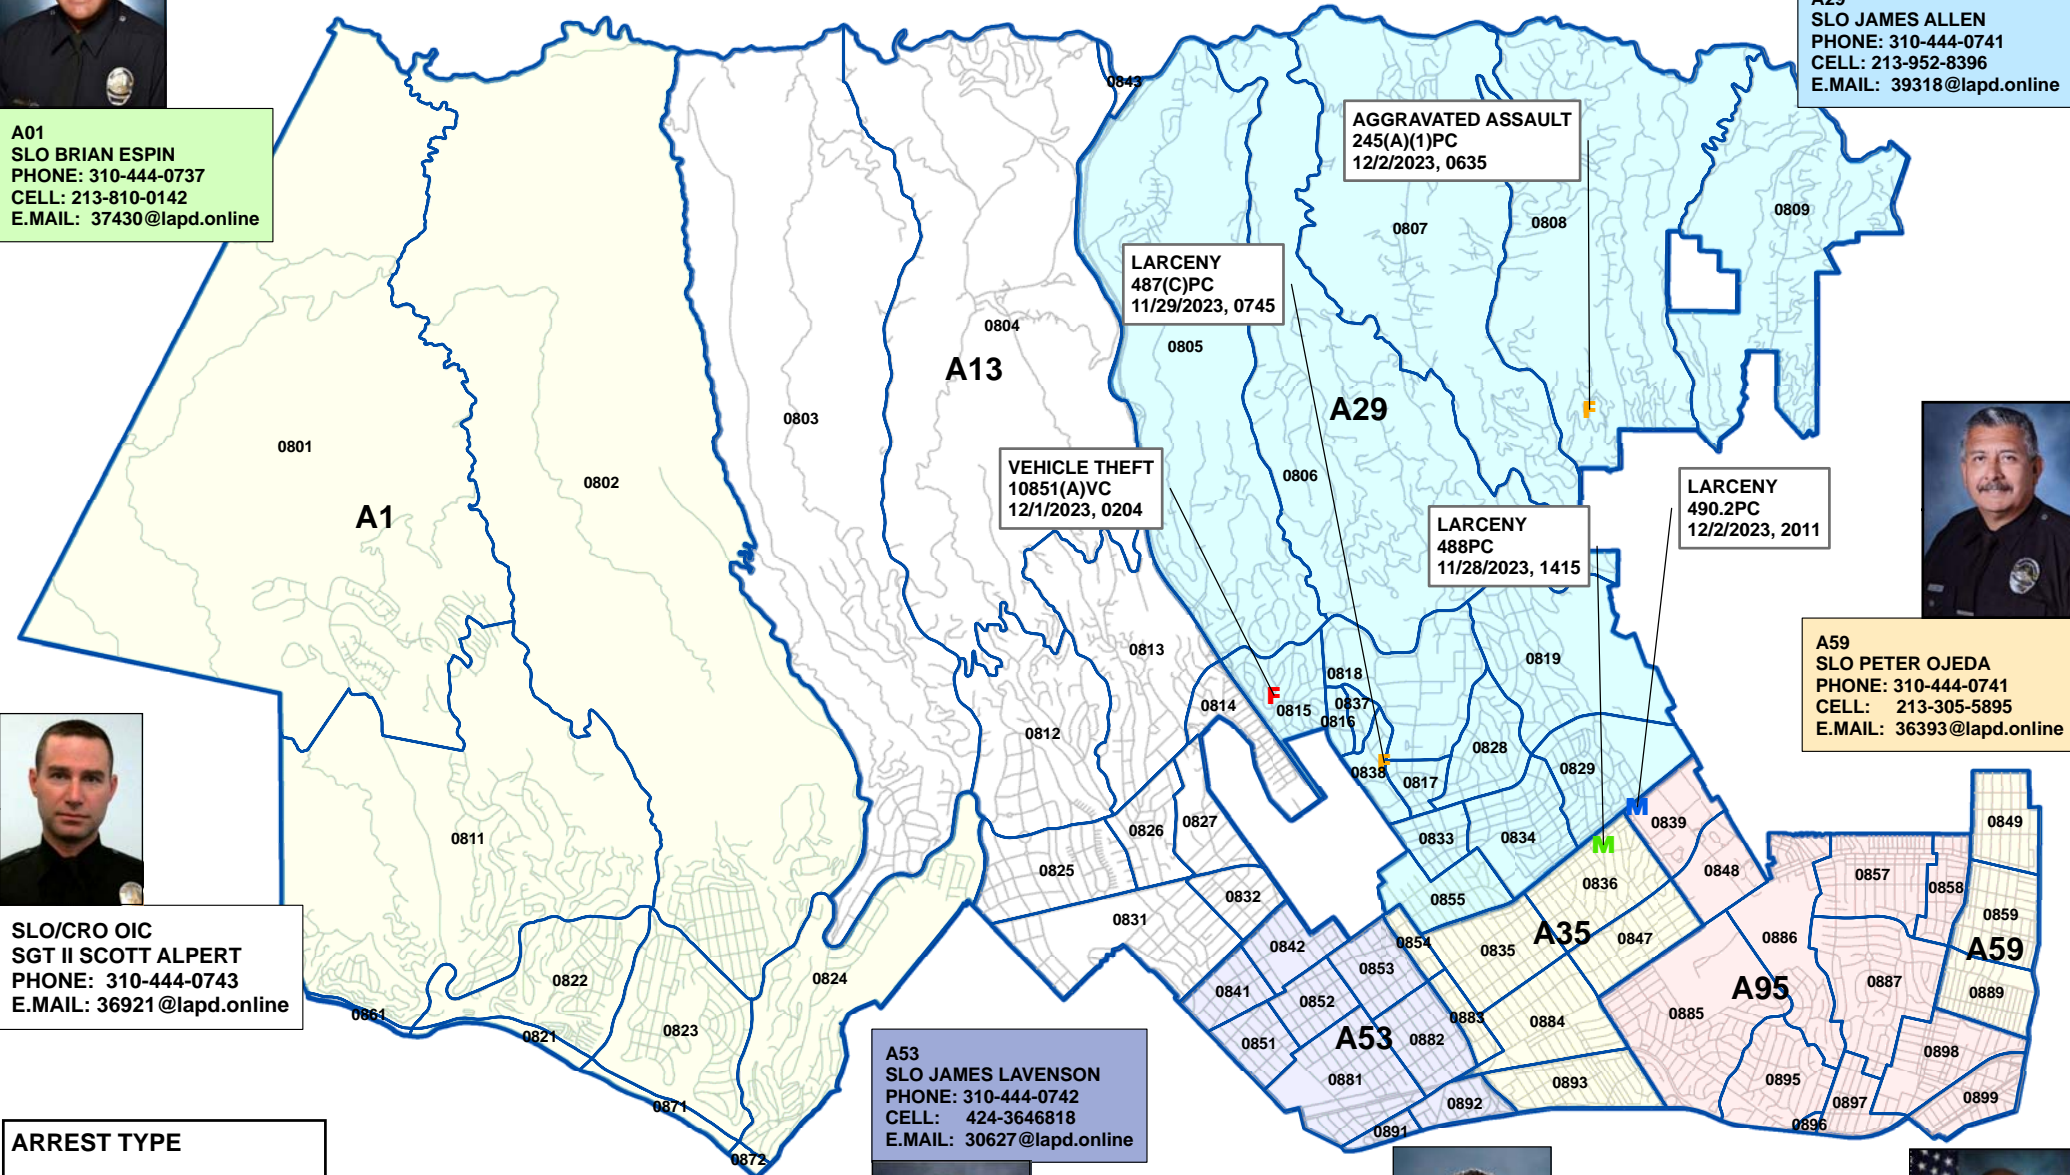 A29
SLO JAMES ALLEN
PHONE: 310-444-0741
CELL: 213-952-8396
E.MAIL: 39318@lapd.online
0843
AGGRAVATED ASSAULT
245(A)(1)PC
12/2/2023, 0635
A01
SLO BRIAN ESPIN
PHONE: 310-444-0737
CELL: 213-810-0142
E.MAIL: 37430@lapd.online
0809
0808
0807
LARCENY
487(C)PC
11/29/2023, 0745
0804
0805
A13
A29
F
0803
0801
0802
0806
A1
VEHICLE THEFT
10851(A)VC
12/1/2023, 0204
LARCENY
490.2PC
12/2/2023, 2011
LARCENY
488PC
11/28/2023, 1415
A59
SLO PETER OJEDA
PHONE: 310-444-0741
CELL: 213-305-5895
E.MAIL: 36393@lapd.online
0813
0819
0818
F
0814
0815
0837
0816
0812
0828
F
0838
0817
0829
M
0839
0849
0826
0827
0833
0834
M
0811
0825
0848
0857
0858
0836
0855
0832
0831
0859
SLO/CRO OIC
SGT II SCOTT ALPERT
PHONE: 310-444-0743
E.MAIL: 36921@lapd.online
0842
0854
0835
A35
0847
0886
A59
0853
0822
0824
0887
A95
0889
0841
0852
0885
0861
0821
0823
0851
A53
0882
0883
0884
0898
0881
0893
0895
0899
0871
0892
0897
0896
0891
0872
A53
SLO JAMES LAVENSON
PHONE: 310-444-0742
CELL: 424-3646818
E.MAIL: 30627@lapd.online
ARREST TYPE